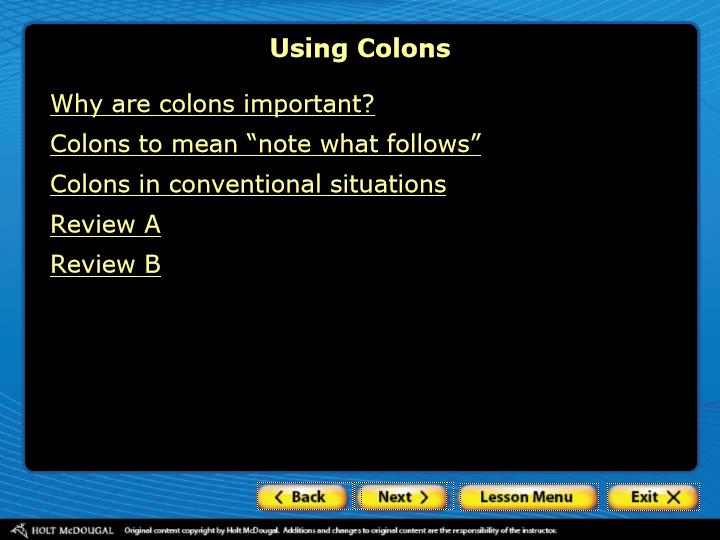 Using Colons
Why are colons important?
Colons to mean “note what follows”
Colons in conventional situations
Review A
Review B
Back
Next
Lesson Menu
Exit
HOLT McDOUGAL
Original content copyright by Holt McDougal. Additions and changes to original content are the responsibility of the instructor.